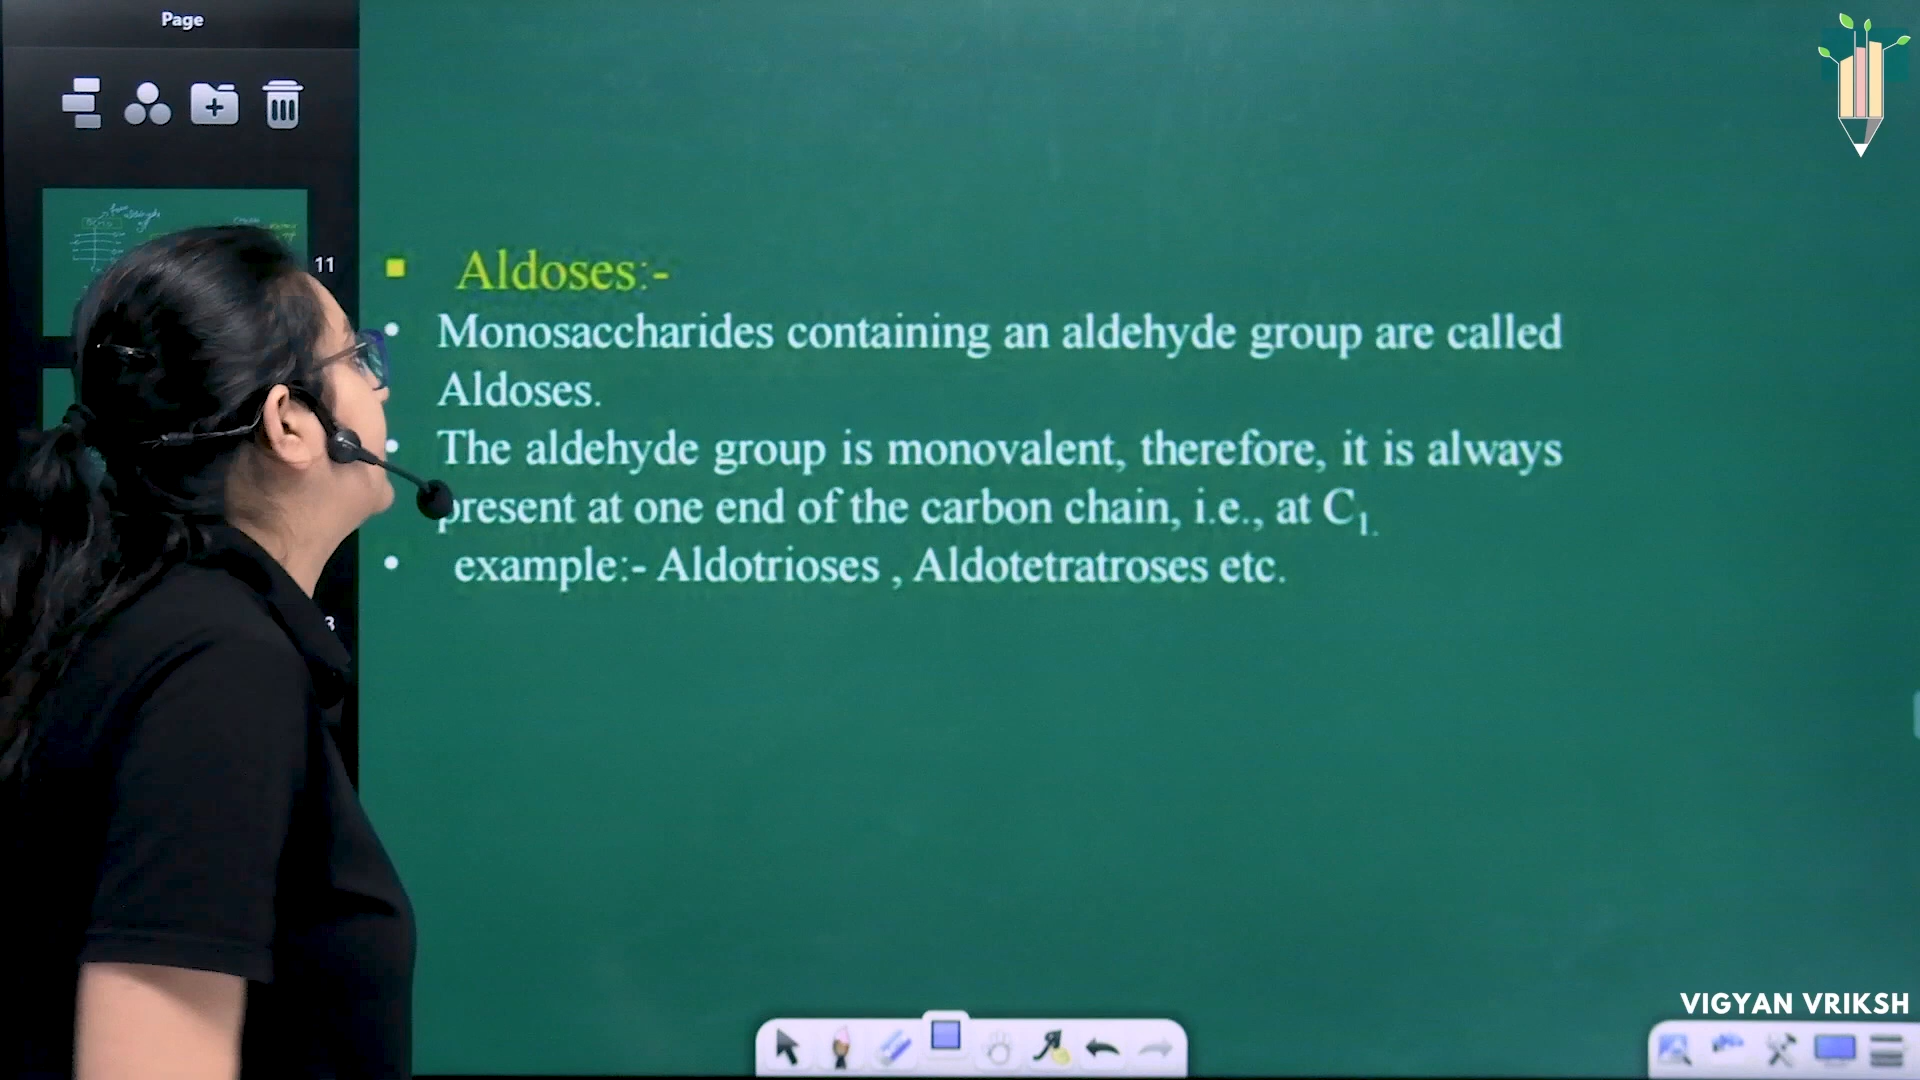 Page
11
Aldoses:-
Monosaccharides containing an aldehyde group are called
Aldoses.
The aldehyde group is monovalent, therefore, it is always
present at one end of the carbon chain, i.e., at C1.
example:- Aldotrioses , Aldotetratroses etc.
3
VIGYAN VRIKSH